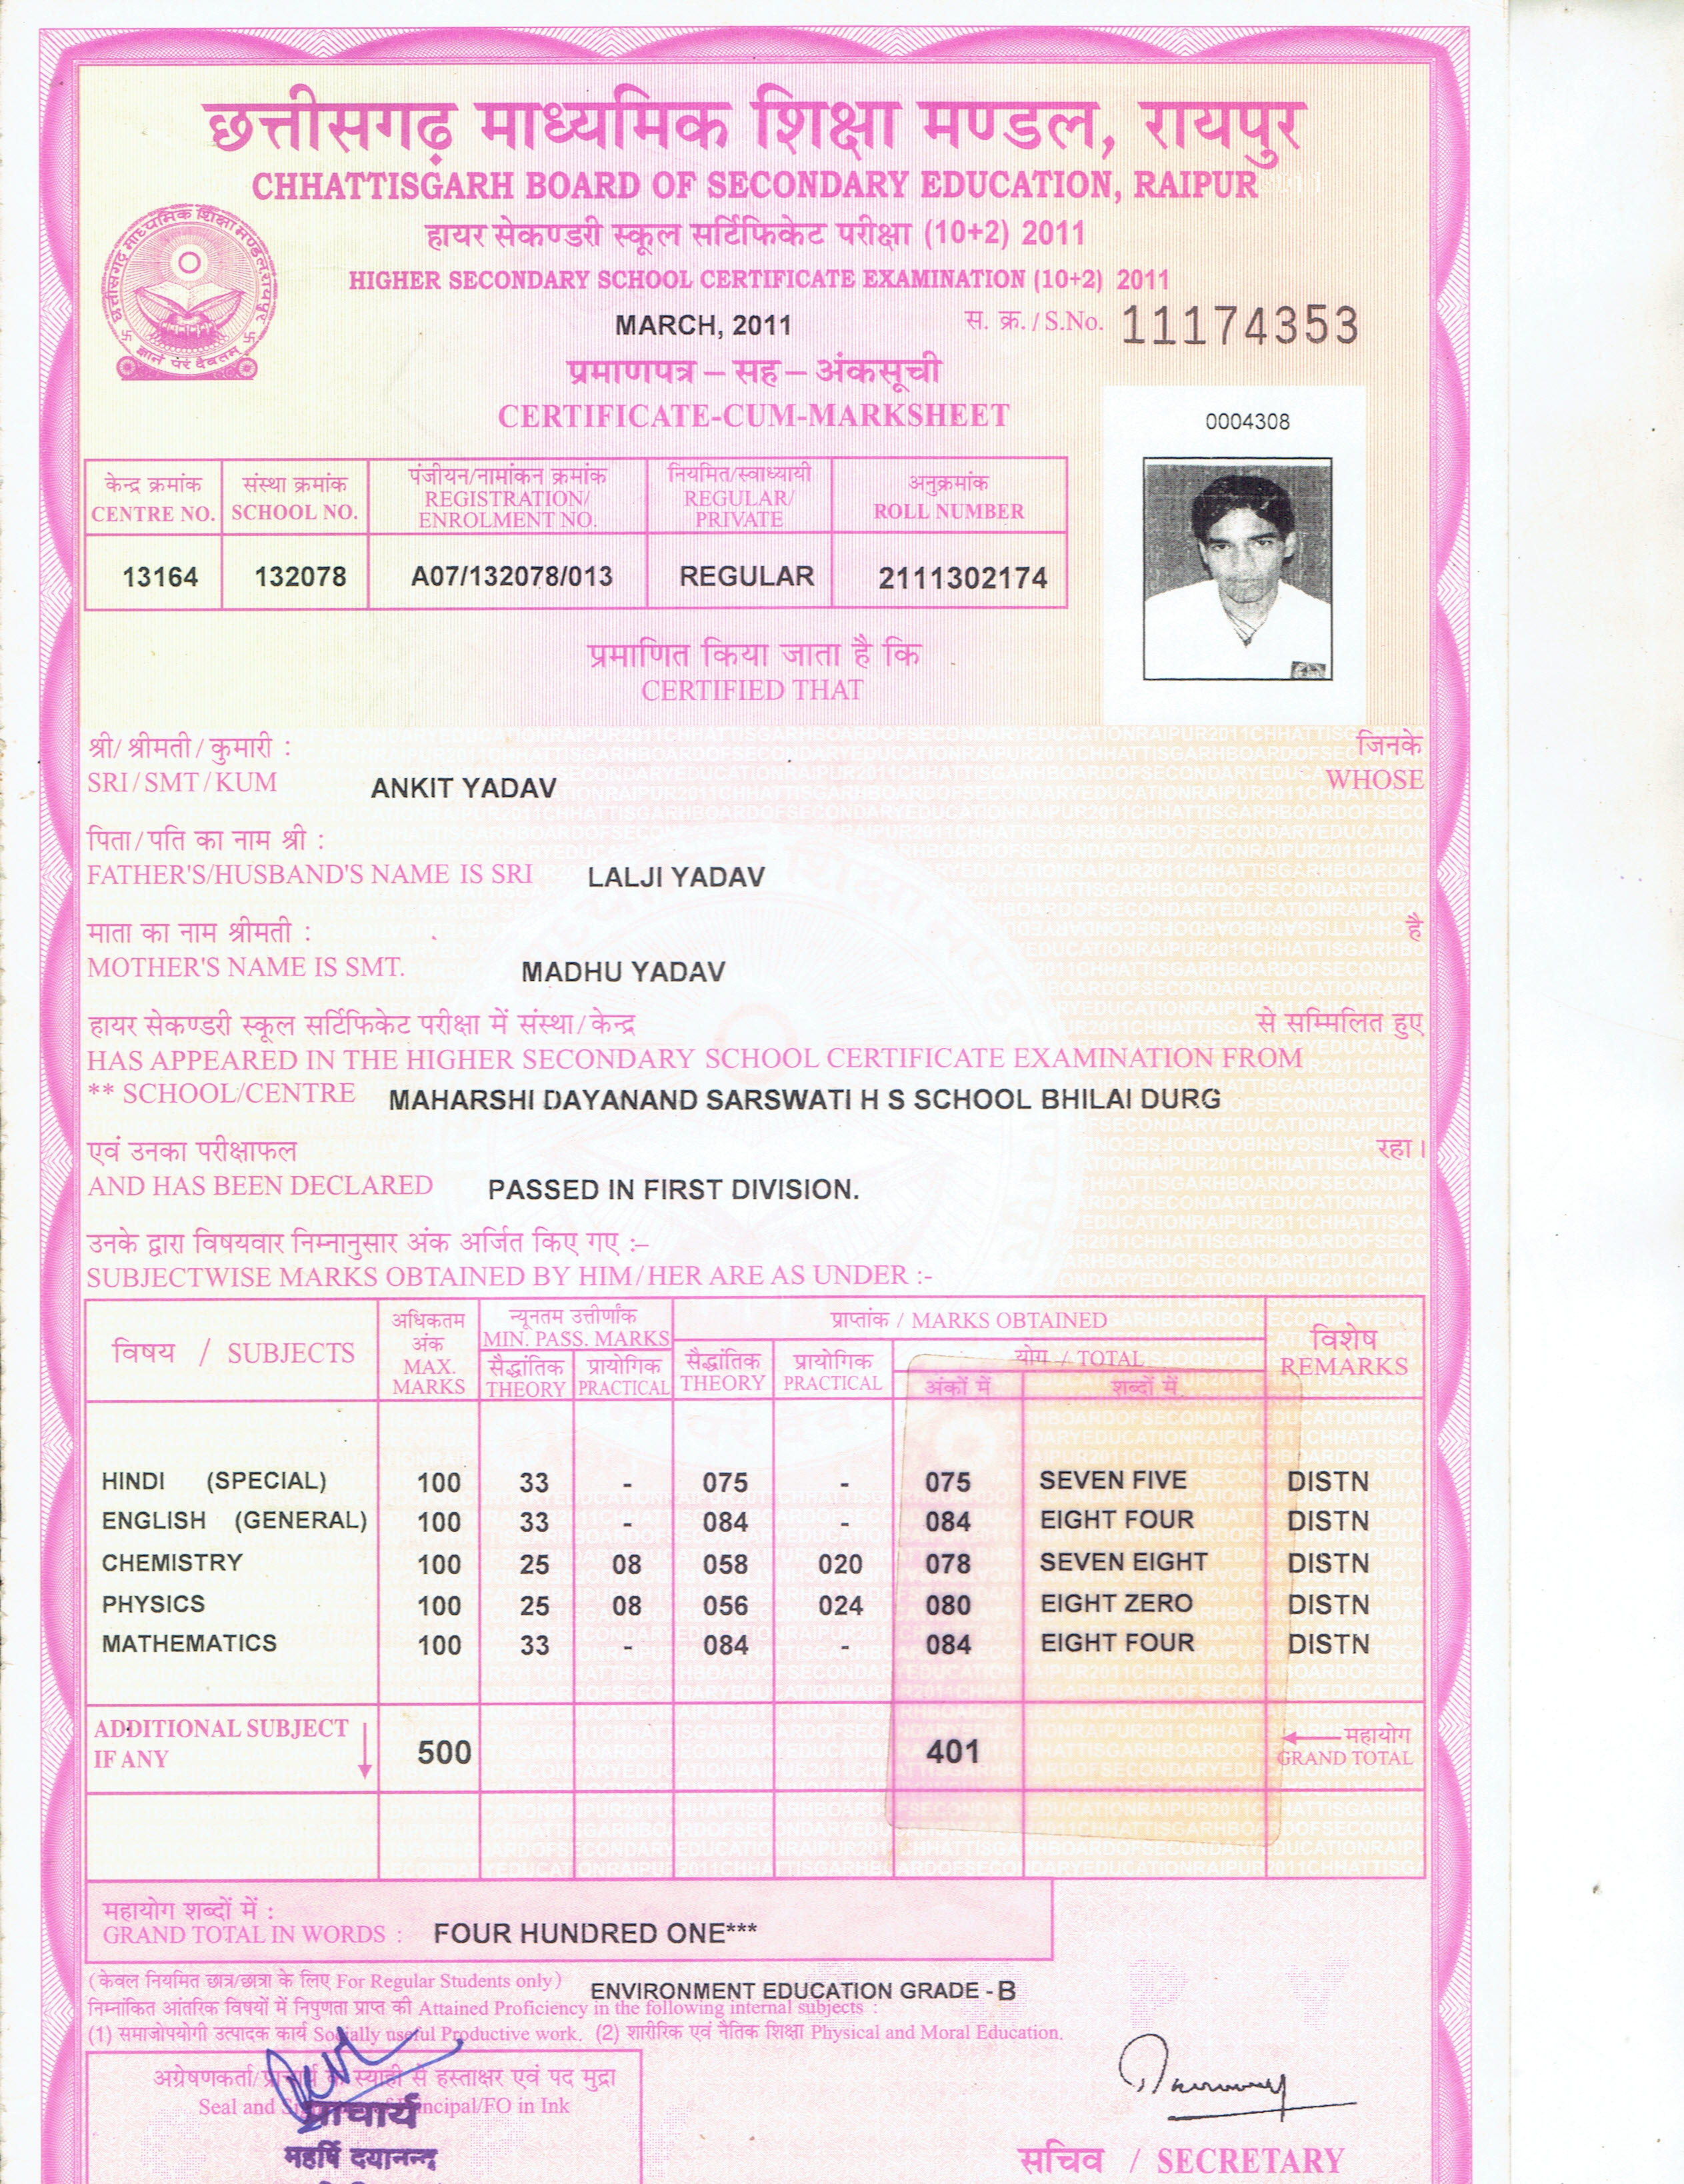 छत्तीसगढ़ माध्यमिक शिक्षा मण्डल, रायपुर
CHHATTISGARH BOARD OF SECONDARY EDUCATION, RAIPUR
हायर सेकण्डरी स्कूल सर्टिफिकेट परीक्षा (10+2) 2011
HIGHER SECONDARY SCHOOL CERTIFICATE EXAMINATION (10+2) 2011
छत्तीसगढ़ माध्यमिक शिक्षा मण्डल, रायपुर
ज्ञानं परं दैवतम्
MARCH, 2011
स. क्र. / S.No. 11174353
प्रमाणपत्र – सह – अंकसूची
CERTIFICATE-CUM-MARKSHEET
0004308
केन्द्र क्रमांक संस्था क्रमांक पंजीयन/नामांकन क्रमांक नियमित/स्वाध्यायी अनुक्रमांक
CENTRE NO. SCHOOL NO. REGISTRATION/ ENROLMENT NO. REGULAR/ PRIVATE ROLL NUMBER
13164 132078 A07/132078/013 REGULAR 2111302174
प्रमाणित किया जाता है कि
CERTIFIED THAT
श्री/ श्रीमती / कुमारी : जिनके
SRI / SMT / KUM ANKIT YADAV WHOSE
पिता/पति का नाम श्री :
FATHER'S/HUSBAND'S NAME IS SRI LALJI YADAV
माता का नाम श्रीमती : है
MOTHER'S NAME IS SMT. MADHU YADAV
हायर सेकण्डरी स्कूल सर्टिफिकेट परीक्षा में संस्था/केन्द्र से सम्मिलित हुए
HAS APPEARED IN THE HIGHER SECONDARY SCHOOL CERTIFICATE EXAMINATION FROM
** SCHOOL/CENTRE MAHARSHI DAYANAND SARSWATI H S SCHOOL BHILAI DURG
एवं उनका परीक्षाफल रहा।
AND HAS BEEN DECLARED PASSED IN FIRST DIVISION.
उनके द्वारा विषयवार निम्नानुसार अंक अर्जित किए गए :–
SUBJECTWISE MARKS OBTAINED BY HIM/HER ARE AS UNDER :-
विषय / SUBJECTS अधिकतम अंक MAX. MARKS न्यूनतम उत्तीर्णांक MIN. PASS. MARKS प्राप्तांक / MARKS OBTAINED विशेष REMARKS
सैद्धांतिक THEORY प्रायोगिक PRACTICAL सैद्धांतिक THEORY प्रायोगिक PRACTICAL योग / TOTAL
अंकों में शब्दों में
HINDI (SPECIAL) 100 33 - 075 - 075 SEVEN FIVE DISTN
ENGLISH (GENERAL) 100 33 - 084 - 084 EIGHT FOUR DISTN
CHEMISTRY 100 25 08 058 020 078 SEVEN EIGHT DISTN
PHYSICS 100 25 08 056 024 080 EIGHT ZERO DISTN
MATHEMATICS 100 33 - 084 - 084 EIGHT FOUR DISTN
ADDITIONAL SUBJECT IF ANY 500 401 महायोग GRAND TOTAL
महायोग शब्दों में :
GRAND TOTAL IN WORDS : FOUR HUNDRED ONE***
(केवल नियमित छात्र/छात्रा के लिए For Regular Students only) ENVIRONMENT EDUCATION GRADE - B
निम्नांकित आंतरिक विषयों में निपुणता प्राप्त की Attained Proficiency in the following internal subjects :
(1) समाजोपयोगी उत्पादक कार्य Socially useful Productive work. (2) शारीरिक एवं नैतिक शिक्षा Physical and Moral Education.
अग्रेषणकर्ता/प्राचार्य के स्याही से हस्ताक्षर एवं पद मुद्रा
Seal and Signature of Principal/FO in Ink
प्राचार्य
महर्षि दयानन्द
सचिव / SECRETARY